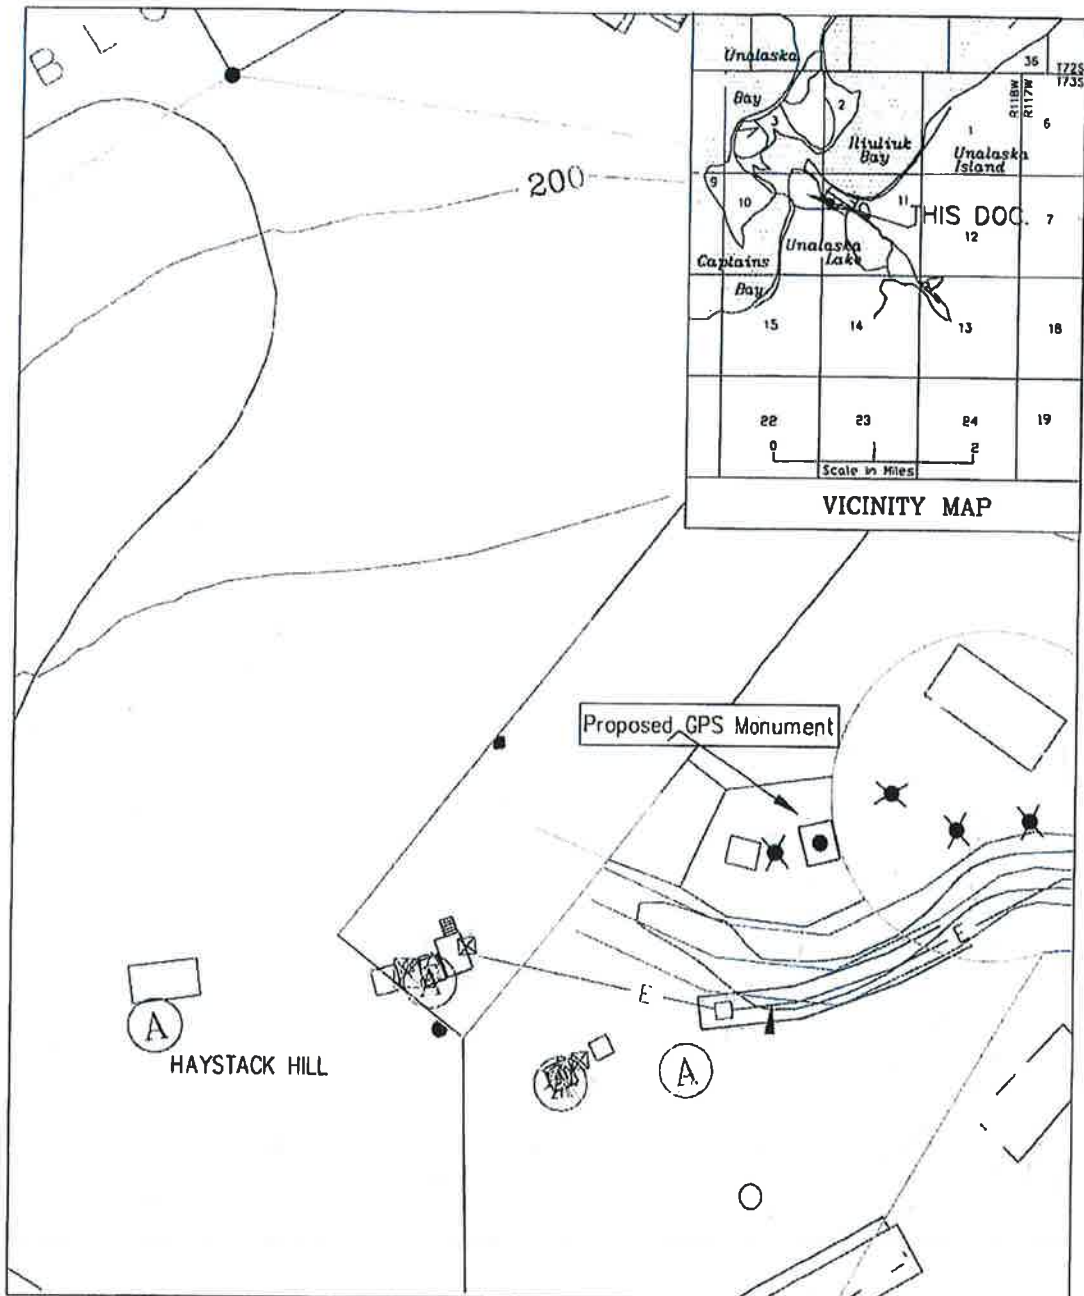 B L
200
Unalaska
Bay
Iliuliuk
Bay
Unalaska
Island
36
T72S
T73S
R118W
R117W
1
2
3
6
7
9
10
11
12
THIS DOC.
Captains
Bay
Unalaska
Lake
15
14
13
18
22
23
24
19
0
2
Scale in Miles
VICINITY MAP
Proposed GPS Monument
E
A
A
E
A
HAYSTACK HILL